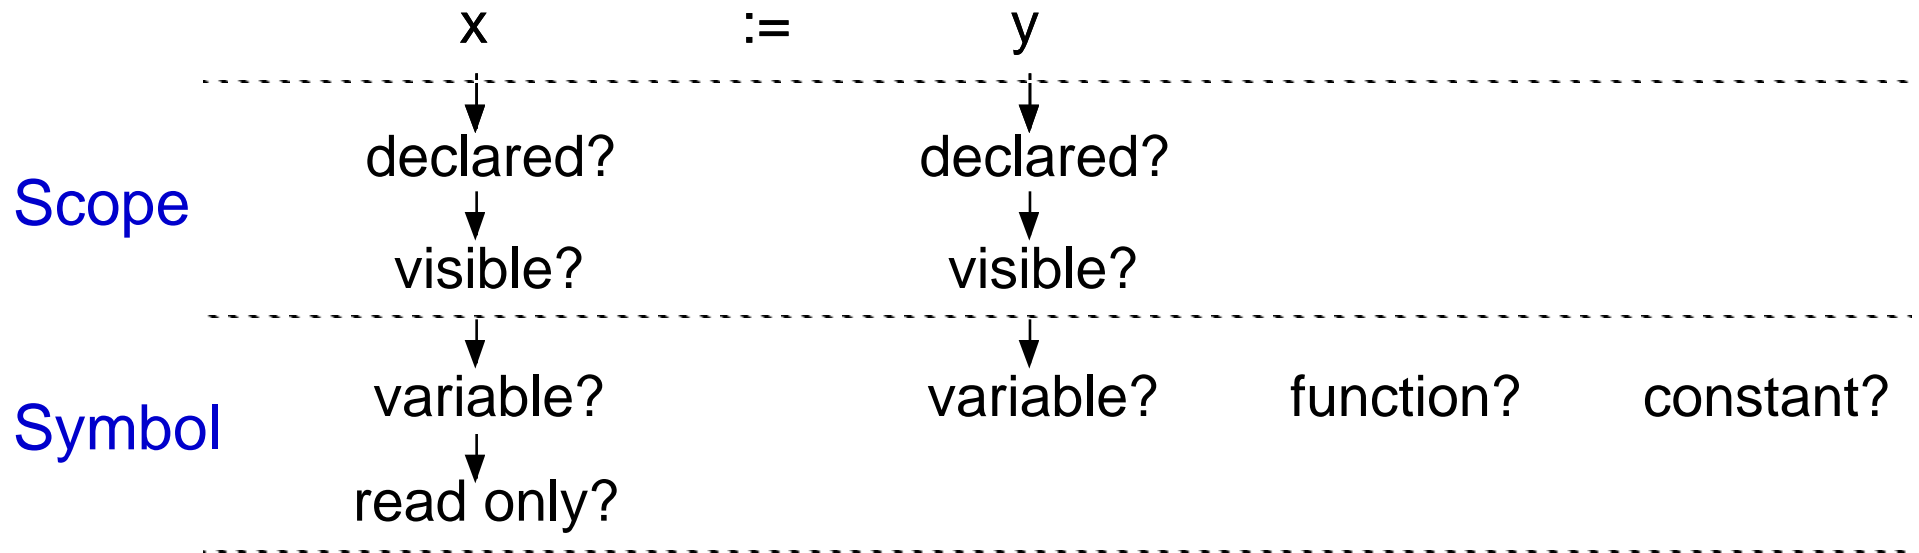 x := y
declared? declared?
Scope
visible? visible?
variable? variable? function? constant?
Symbol
read only?